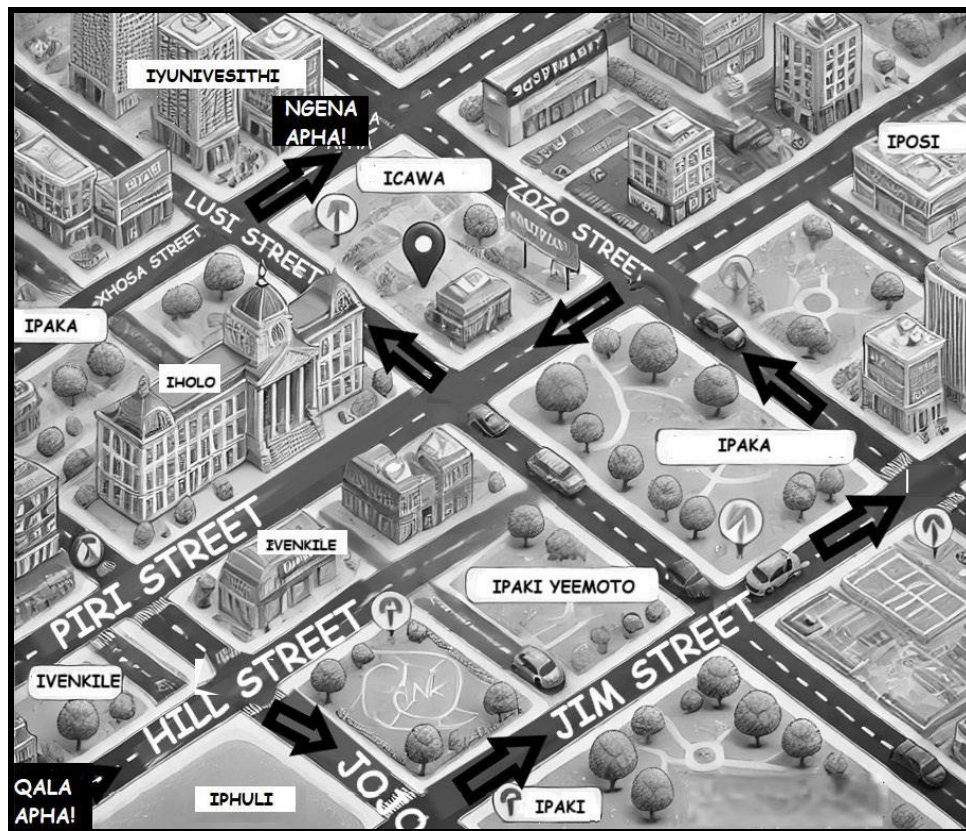 IYUNIVESITHI
NGENA
APHA!
ICAWA
IPOSI
ZOZO STREET
LUSI STREET
XHOSA STREET
IPAKA
IHOLO
IPAKA
PIRI STREET
IVENKILE
IPAKI YEEMOTO
HILL STREET
IVENKILE
JIM STREET
QALA
APHA!
IPHULI
IPAKI